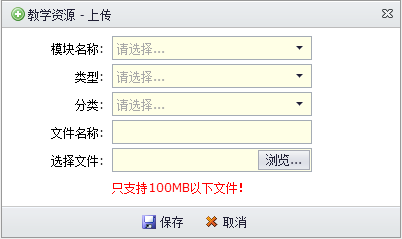 教学资源 - 上传
模块名称: 请选择...
类型: 请选择...
分类: 请选择...
文件名称:
选择文件: 浏览...
只支持100MB以下文件!
保存 取消